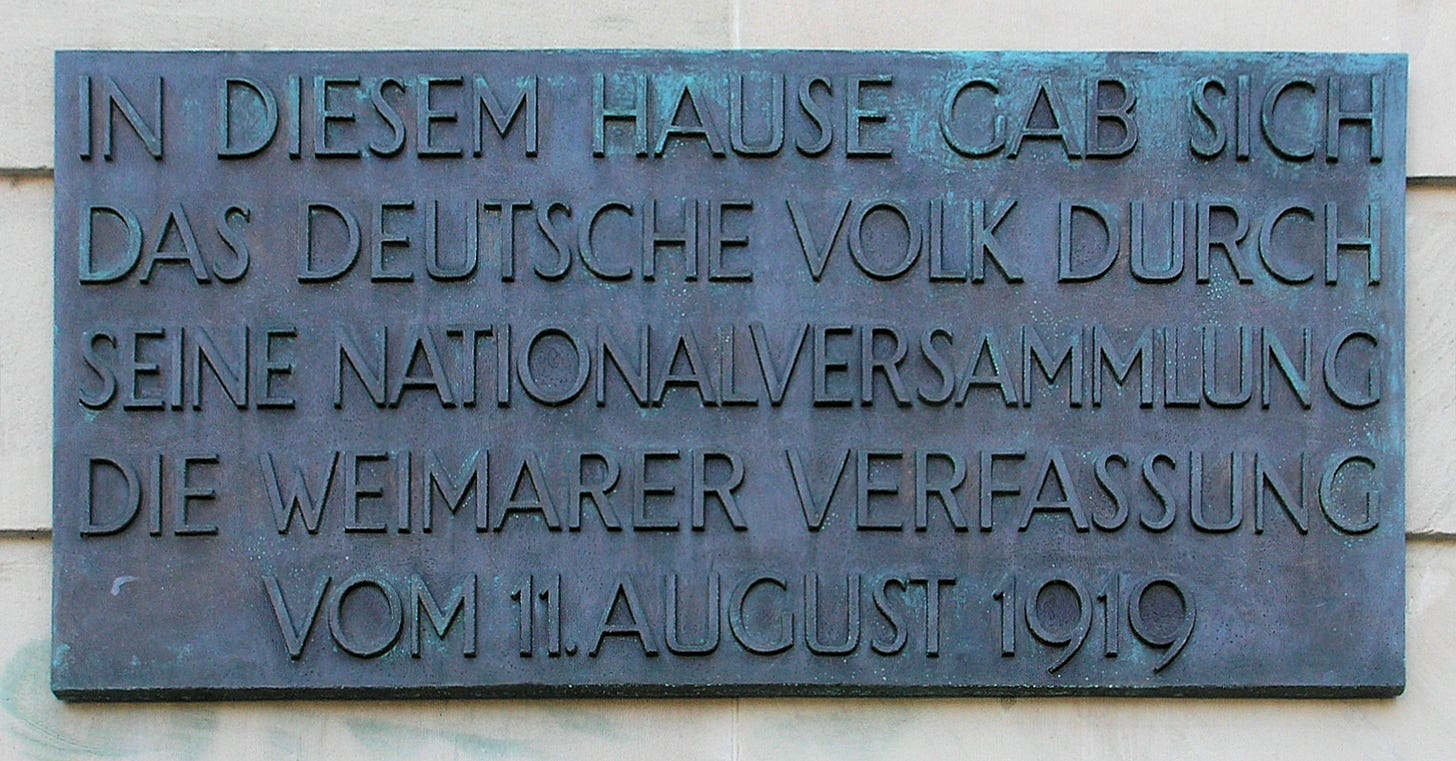 IN DIESEM HAUSE GAB SICH
DAS DEUTSCHE VOLK DURCH
SEINE NATIONALVERSAMMLUNG
DIE WEIMARER VERFASSUNG
VOM 11. AUGUST 1919